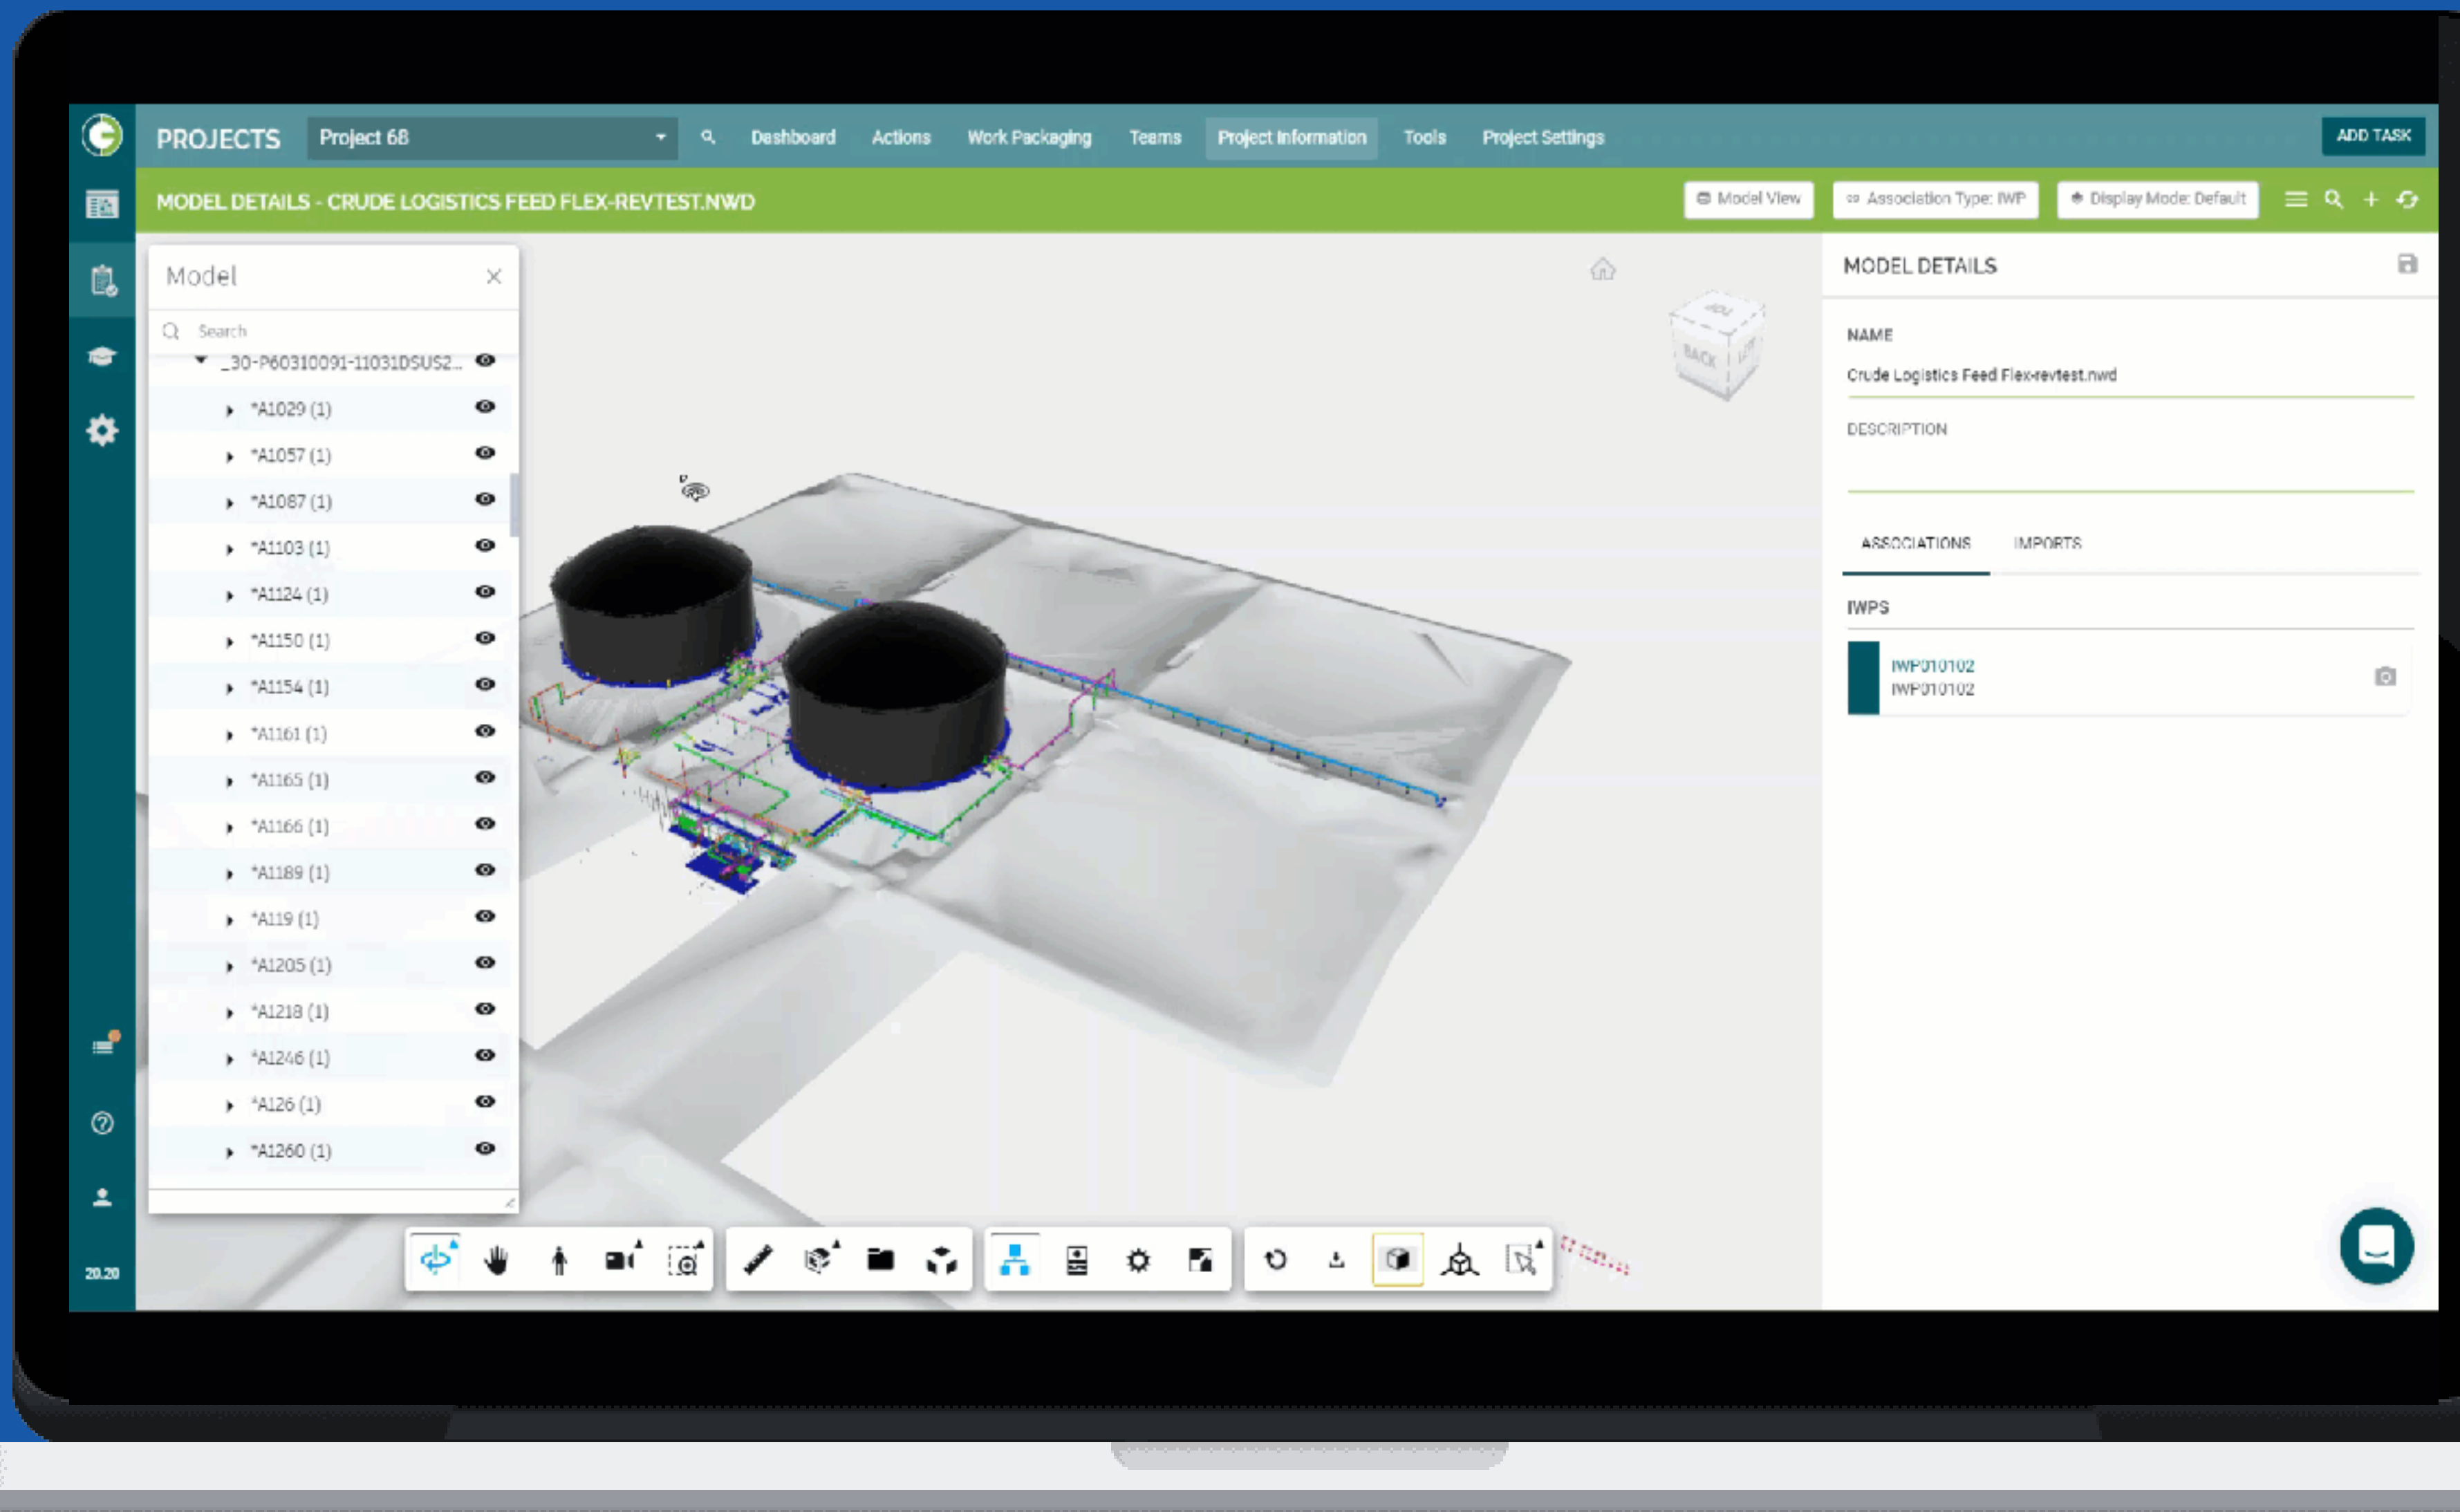 PROJECTS Project 68 Dashboard Actions Work Packaging Teams Project Information Tools Project Settings ADD TASK
MODEL DETAILS - CRUDE LOGISTICS FEED FLEX-REVTEST.NWD Model View Association Type: IWP Display Mode: Default
Model
Search
_30-P60310091-11031DSUS2...
*A1029 (1)
*A1057 (1)
*A1087 (1)
*A1103 (1)
*A1124 (1)
*A1150 (1)
*A1154 (1)
*A1161 (1)
*A1165 (1)
*A1166 (1)
*A1189 (1)
*A119 (1)
*A1205 (1)
*A1218 (1)
*A1246 (1)
*A126 (1)
*A1260 (1)
20.20
TOP
BACK
MODEL DETAILS
NAME
Crude Logistics Feed Flex-revtest.nwd
DESCRIPTION
ASSOCIATIONS IMPORTS
IWPS
IWP010102
IWP010102